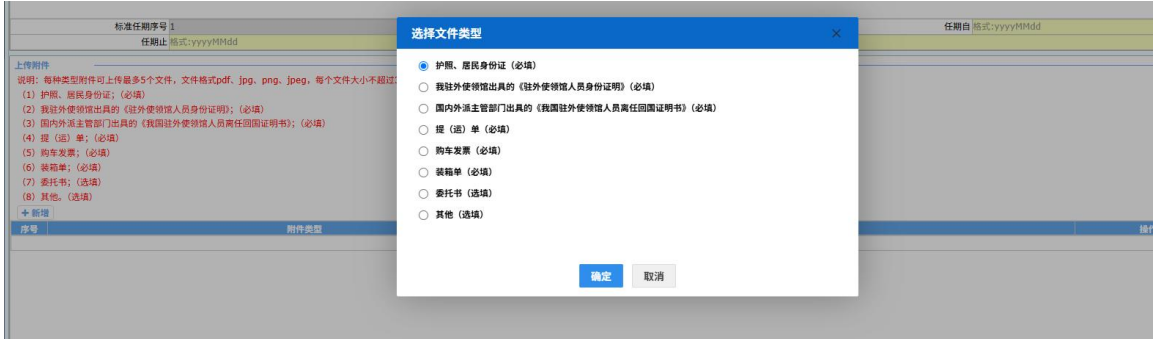 标准任期序号 1
任期自 格式:yyyyMMdd
任期止 格式:yyyyMMdd
上传附件
说明：每种类型附件可上传最多5个文件，文件格式pdf、jpg、png、jpeg，每个文件大小不超过
（1）护照、居民身份证；（必填）
（2）我驻外使领馆出具的《驻外使领馆人员身份证明》；（必填）
（3）国内外派主管部门出具的《我国驻外使领馆人员离任回国证明书》；（必填）
（4）提（运）单；（必填）
（5）购车发票；（必填）
（6）装箱单；（必填）
（7）委托书；（选填）
（8）其他。（选填）
+ 新增
序号 附件类型 操作
选择文件类型 ×
护照、居民身份证（必填）
我驻外使领馆出具的《驻外使领馆人员身份证明》（必填）
国内外派主管部门出具的《我国驻外使领馆人员离任回国证明书》（必填）
提（运）单（必填）
购车发票（必填）
装箱单（必填）
委托书（选填）
其他（选填）
确定 取消